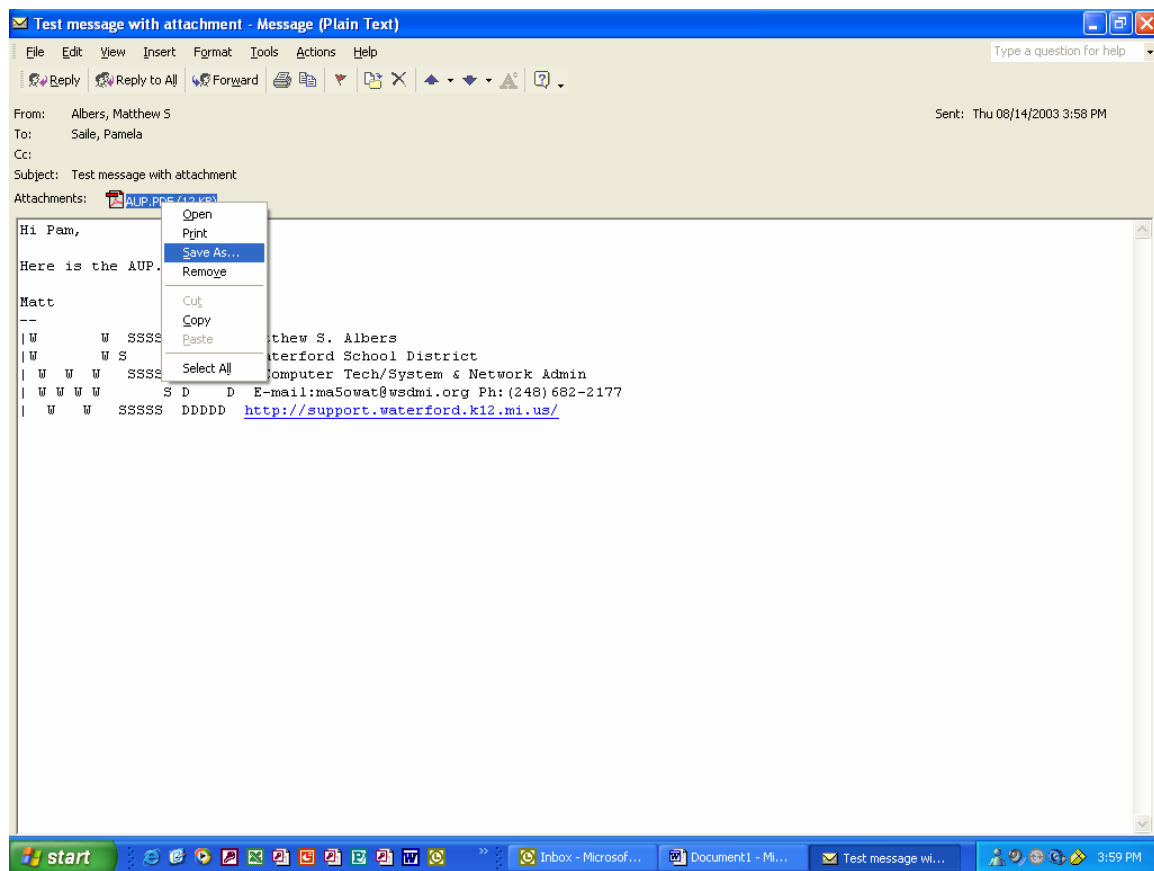 Test message with attachment - Message (Plain Text)
File Edit View Insert Format Tools Actions Help Type a question for help
Reply Reply to All Forward
From: Albers, Matthew S Sent: Thu 08/14/2003 3:58 PM
To: Saile, Pamela
Cc:
Subject: Test message with attachment
Attachments: AUP.PDF (12 KB)
Open
Print
Save As...
Remove
Cut
Copy
Paste
Select All
Hi Pam,
Here is the AUP.
Matt
--
|W W SSSS thew S. Albers
|W W S aterford School District
| W W W SSSS Computer Tech/System & Network Admin
| W W W W S D D E-mail:ma5owat@wsdmi.org Ph:(248)682-2177
| W W SSSSS DDDDD http://support.waterford.k12.mi.us/
start Inbox - Microsof... Document1 - Mi... Test message wi... 3:59 PM